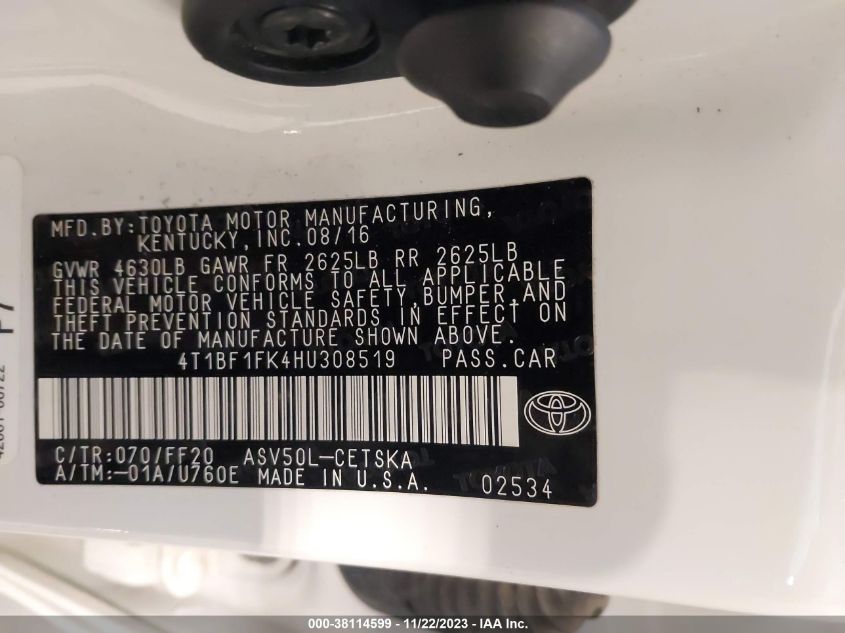 MFD.BY:TOYOTA MOTOR MANUFACTURING,
KENTUCKY,INC.08/16
GVWR 4630LB GAWR FR 2625LB RR 2625LB
THIS VEHICLE CONFORMS TO ALL APPLICABLE
FEDERAL MOTOR VEHICLE SAFETY,BUMPER,AND
THEFT PREVENTION STANDARDS IN EFFECT ON
THE DATE OF MANUFACTURE SHOWN ABOVE.
4T1BF1FK4HU308519 PASS.CAR
C/TR:070/FF20 ASV50L-CETSKA
A/TM:-01A/U760E MADE IN U.S.A. 02534
000-38114599 - 11/22/2023 - IAA Inc.